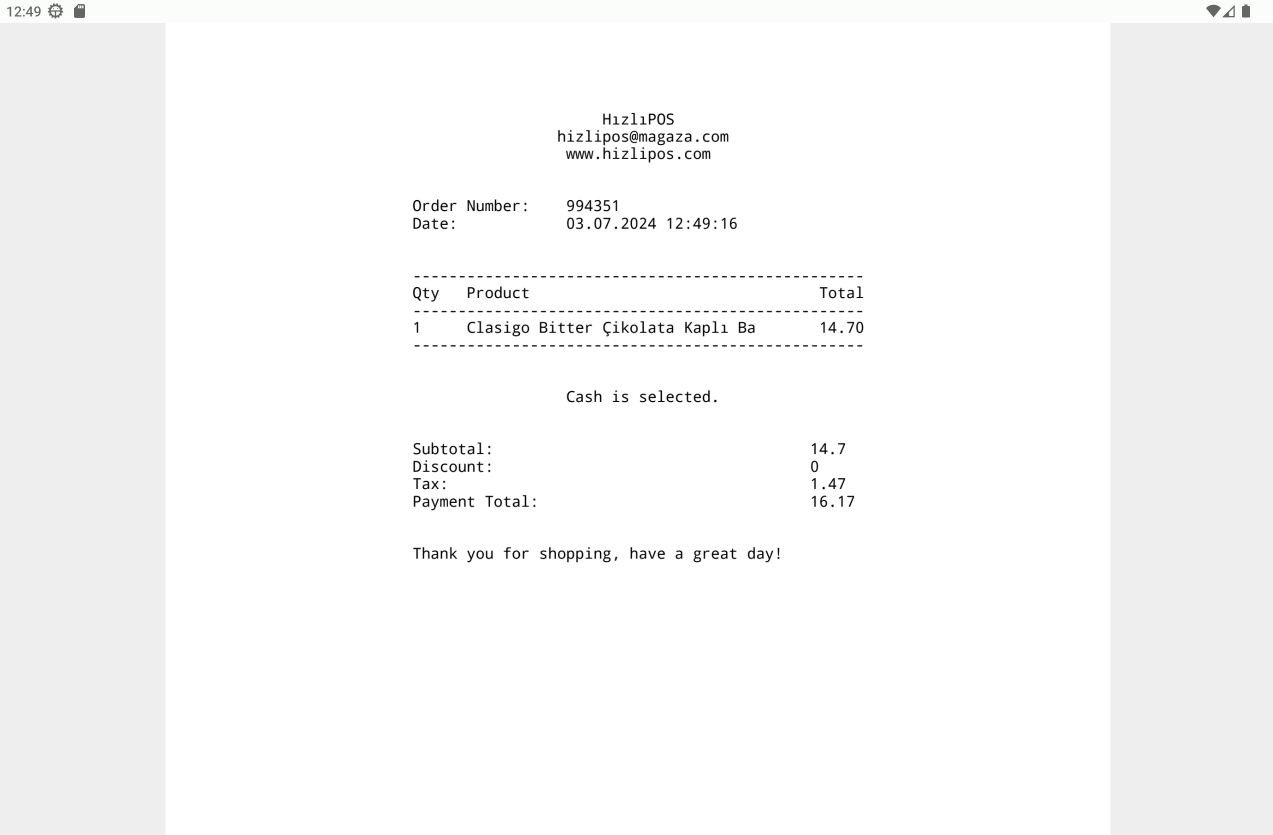 12:49
HızlıPOS
hizlipos@magaza.com
www.hizlipos.com
Order Number: 994351
Date: 03.07.2024 12:49:16
--------------------------------------------------
Qty Product Total
--------------------------------------------------
1 Clasigo Bitter Çikolata Kaplı Ba 14.70
--------------------------------------------------
Cash is selected.
Subtotal: 14.7
Discount: 0
Tax: 1.47
Payment Total: 16.17
Thank you for shopping, have a great day!